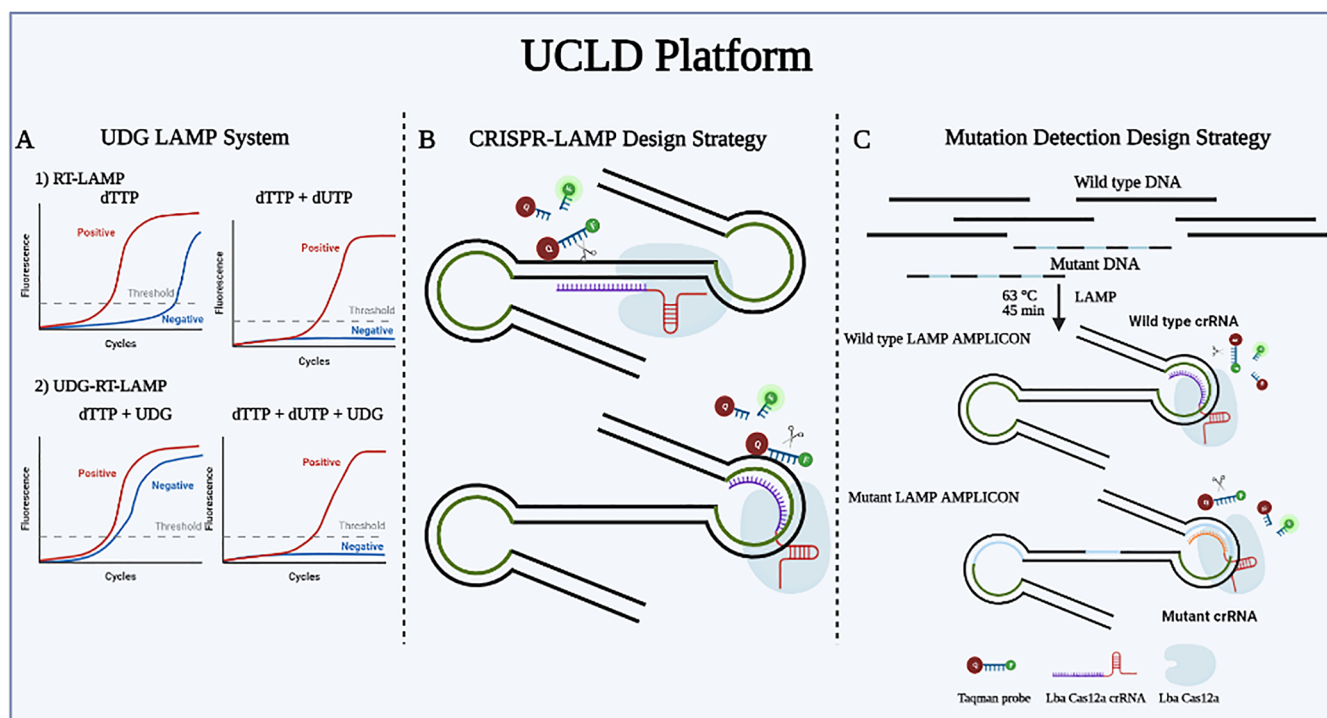 UCLD Platform
A
UDG LAMP System
1) RT-LAMP
dTTP
dTTP + dUTP
Fluorescence
Positive
Threshold
Negative
Cycles
Fluorescence
Positive
Threshold
Negative
Cycles
2) UDG-RT-LAMP
dTTP + UDG
dTTP + dUTP + UDG
Fluorescence
Positive
Negative
Threshold
Cycles
Fluorescence
Positive
Threshold
Negative
Cycles
B
CRISPR-LAMP Design Strategy
Q
F
Q
Q
Q
F
C
Mutation Detection Design Strategy
Wild type DNA
Mutant DNA
63 °C
45 min
LAMP
Wild type LAMP AMPLICON
Wild type crRNA
Mutant LAMP AMPLICON
Mutant crRNA
Q
F
Taqman probe
Lba Cas12a crRNA
Lba Cas12a